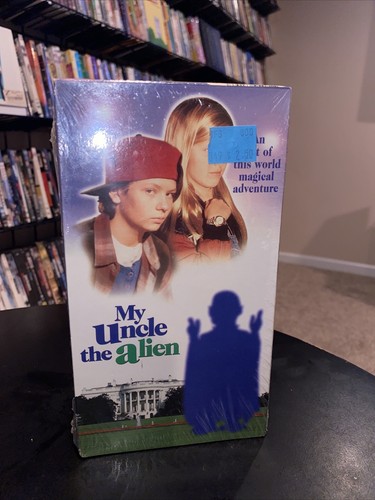 An
of
this world
magical
adventure
My
uncle
the alien